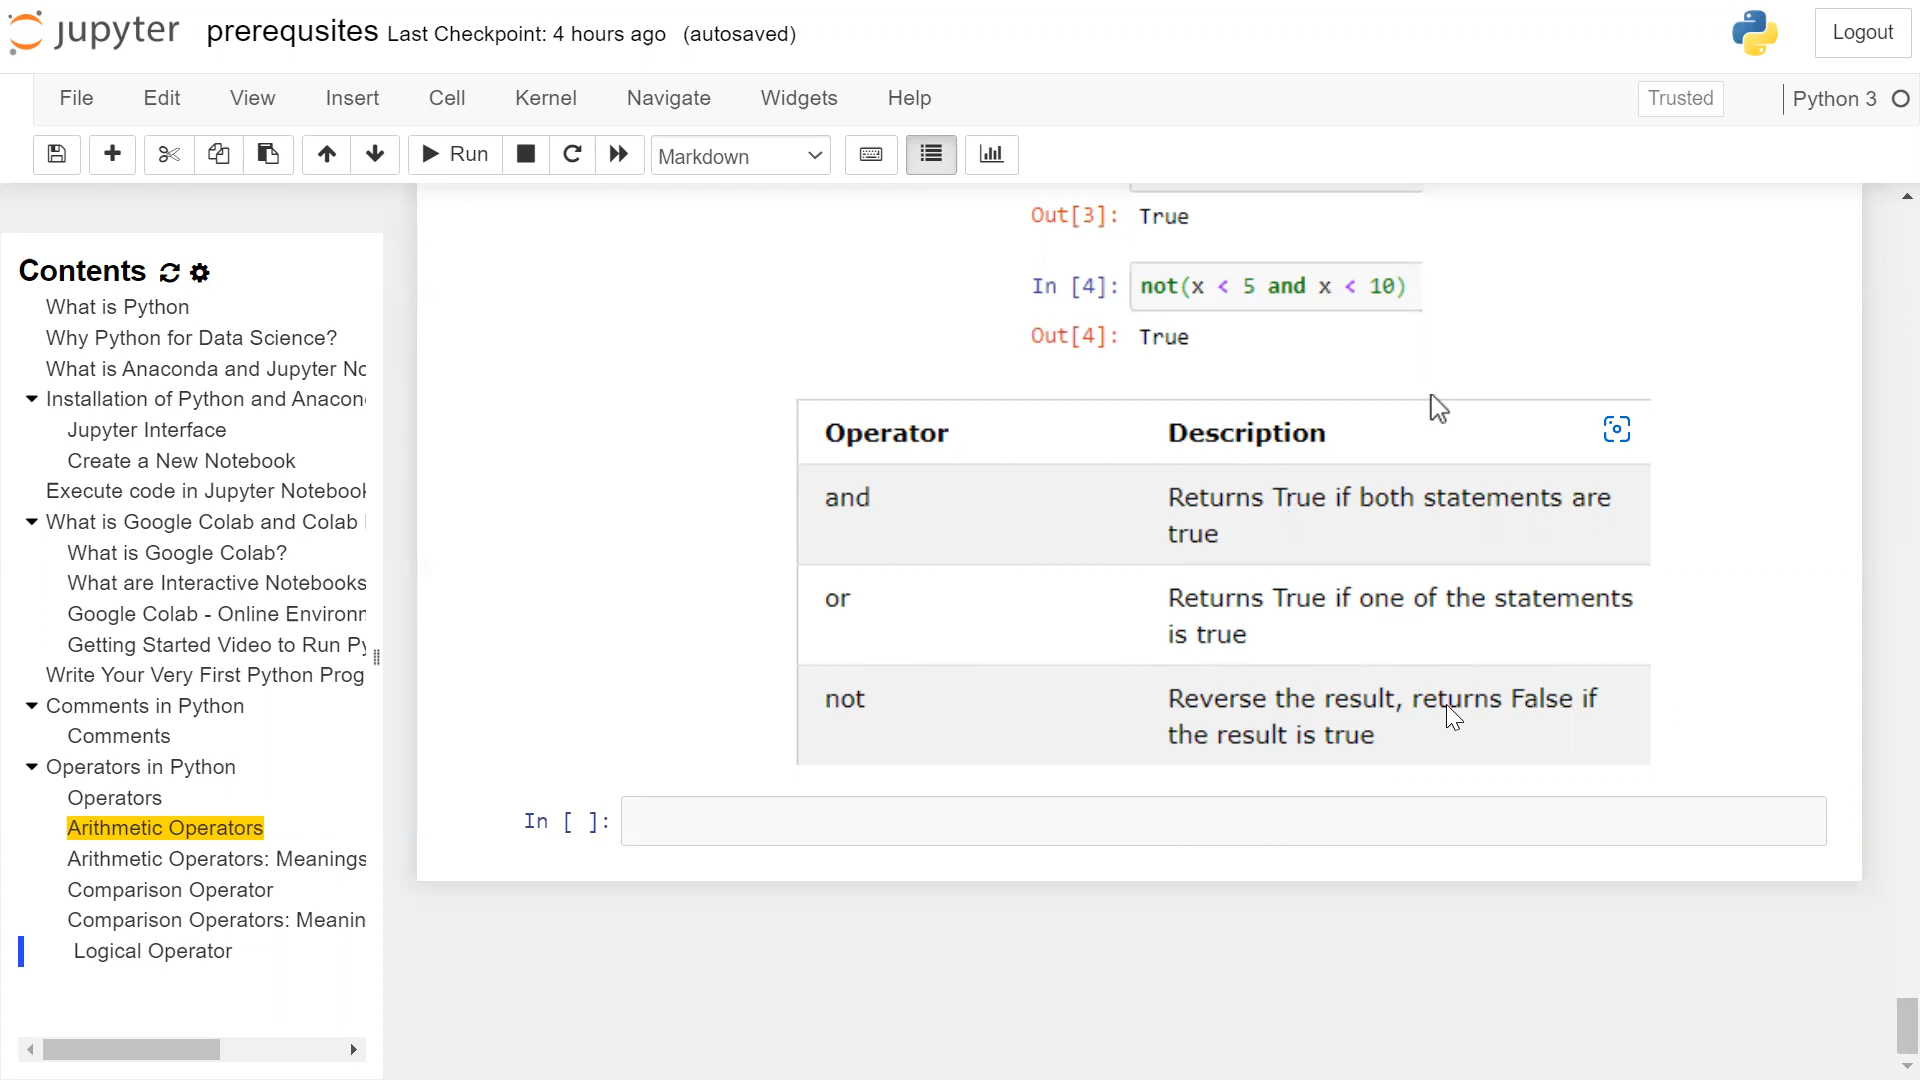 jupyter prerequsites Last Checkpoint: 4 hours ago (autosaved)
Logout
File Edit View Insert Cell Kernel Navigate Widgets Help
Trusted
Python 3
Run
Markdown
Contents
What is Python
Why Python for Data Science?
What is Anaconda and Jupyter No
Installation of Python and Anacon
Jupyter Interface
Create a New Notebook
Execute code in Jupyter Notebook
What is Google Colab and Colab
What is Google Colab?
What are Interactive Notebooks
Google Colab - Online Environ
Getting Started Video to Run Py
Write Your Very First Python Prog
Comments in Python
Comments
Operators in Python
Operators
Arithmetic Operators
Arithmetic Operators: Meanings
Comparison Operator
Comparison Operators: Meanin
Logical Operator
Out[3]: True
In [4]: not(x < 5 and x < 10)
Out[4]: True
Operator Description
and Returns True if both statements are
true
or Returns True if one of the statements
is true
not Reverse the result, returns False if
the result is true
In [ ]: